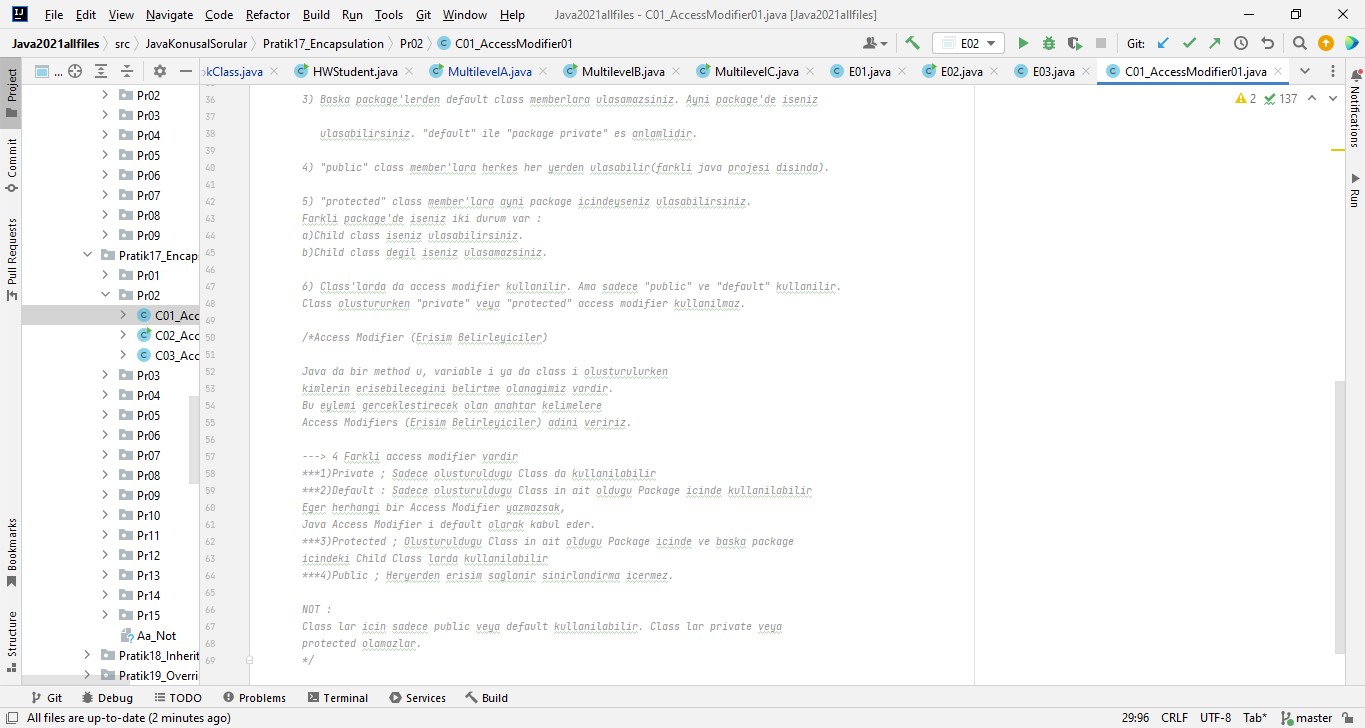 File Edit View Navigate Code Refactor Build Run Tools Git Window Help Java2021allfiles - C01_AccessModifier01.java [Java2021allfiles]
Java2021allfiles src JavaKonusalSorular Pratik17_Encapsulation Pr02 C01_AccessModifier01 E02 Git:
... okClass.java HWStudent.java MultilevelA.java MultilevelB.java MultilevelC.java E01.java E02.java E03.java C01_AccessModifier01.java
Project
Commit
Pull Requests
Bookmarks
Structure
Pr02
Pr03
Pr04
Pr05
Pr06
Pr07
Pr08
Pr09
Pratik17_Encap
Pr01
Pr02
C01_Acc
C02_Acc
C03_Acc
Pr03
Pr04
Pr05
Pr06
Pr07
Pr08
Pr09
Pr10
Pr11
Pr12
Pr13
Pr14
Pr15
Aa_Not
Pratik18_Inherit
Pratik19_Overri
2 137
36 3) Baska package'lerden default class memberlara ulasamazsiniz. Ayni package'de iseniz
37
38 ulasabilirsiniz. "default" ile "package private" es anlamlidir.
39
40 4) "public" class member'lara herkes her yerden ulasabilir(farkli java projesi disinda).
41
42 5) "protected" class member'lara ayni package icindeyseniz ulasabilirsiniz.
43 Farkli package'de iseniz iki durum var :
44 a)Child class iseniz ulasabilirsiniz.
45 b)Child class degil iseniz ulasamazsiniz.
46
47 6) Class'larda da access modifier kullanilir. Ama sadece "public" ve "default" kullanilir.
48 Class olustururken "private" veya "protected" access modifier kullanilmaz.
49
50 /*Access Modifier (Erisim Belirleyiciler)
51
52 Java da bir method u, variable i ya da class i olusturulurken
53 kimlerin erisebilecegini belirtme olanagimiz vardir.
54 Bu eylemi gerceklestirecek olan anahtar kelimelere
55 Access Modifiers (Erisim Belirleyiciler) adini veririz.
56
57 ---> 4 Farkli access modifier vardir
58 ***1)Private ; Sadece olusturuldugu Class da kullanilabilir
59 ***2)Default : Sadece olusturuldugu Class in ait oldugu Package icinde kullanilabilir
60 Eger herhangi bir Access Modifier yazmazsak,
61 Java Access Modifier i default olarak kabul eder.
62 ***3)Protected ; Olusturuldugu Class in ait oldugu Package icinde ve baska package
63 icindeki Child Class larda kullanilabilir
64 ***4)Public ; Heryerden erisim saglanir sinirlandirma icermez.
65
66 NOT :
67 Class lar icin sadece public veya default kullanilabilir. Class lar private veya
68 protected olamazlar.
69 */
Notifications
Run
Git Debug TODO Problems Terminal Services Build
All files are up-to-date (2 minutes ago) 29:96 CRLF UTF-8 Tab* master